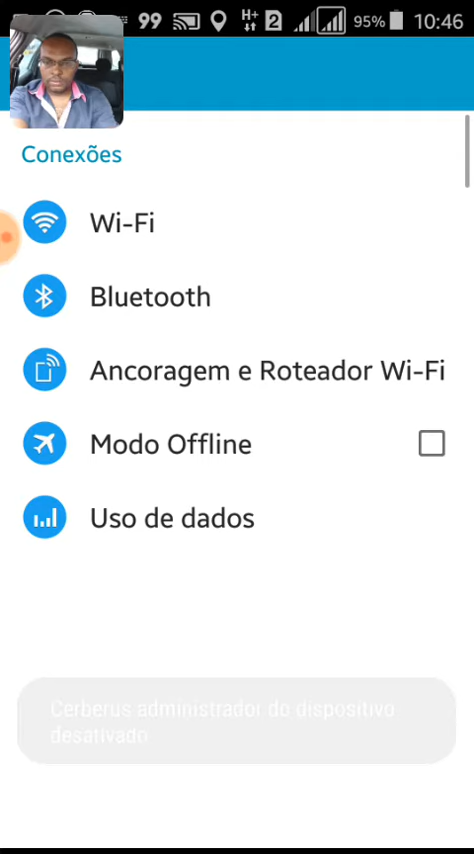 99 H+ 2 95% 10:46
Conexões
Wi-Fi
Bluetooth
Ancoragem e Roteador Wi-Fi
Modo Offline
Uso de dados
Cerberus administrador do dispositivo
desativado